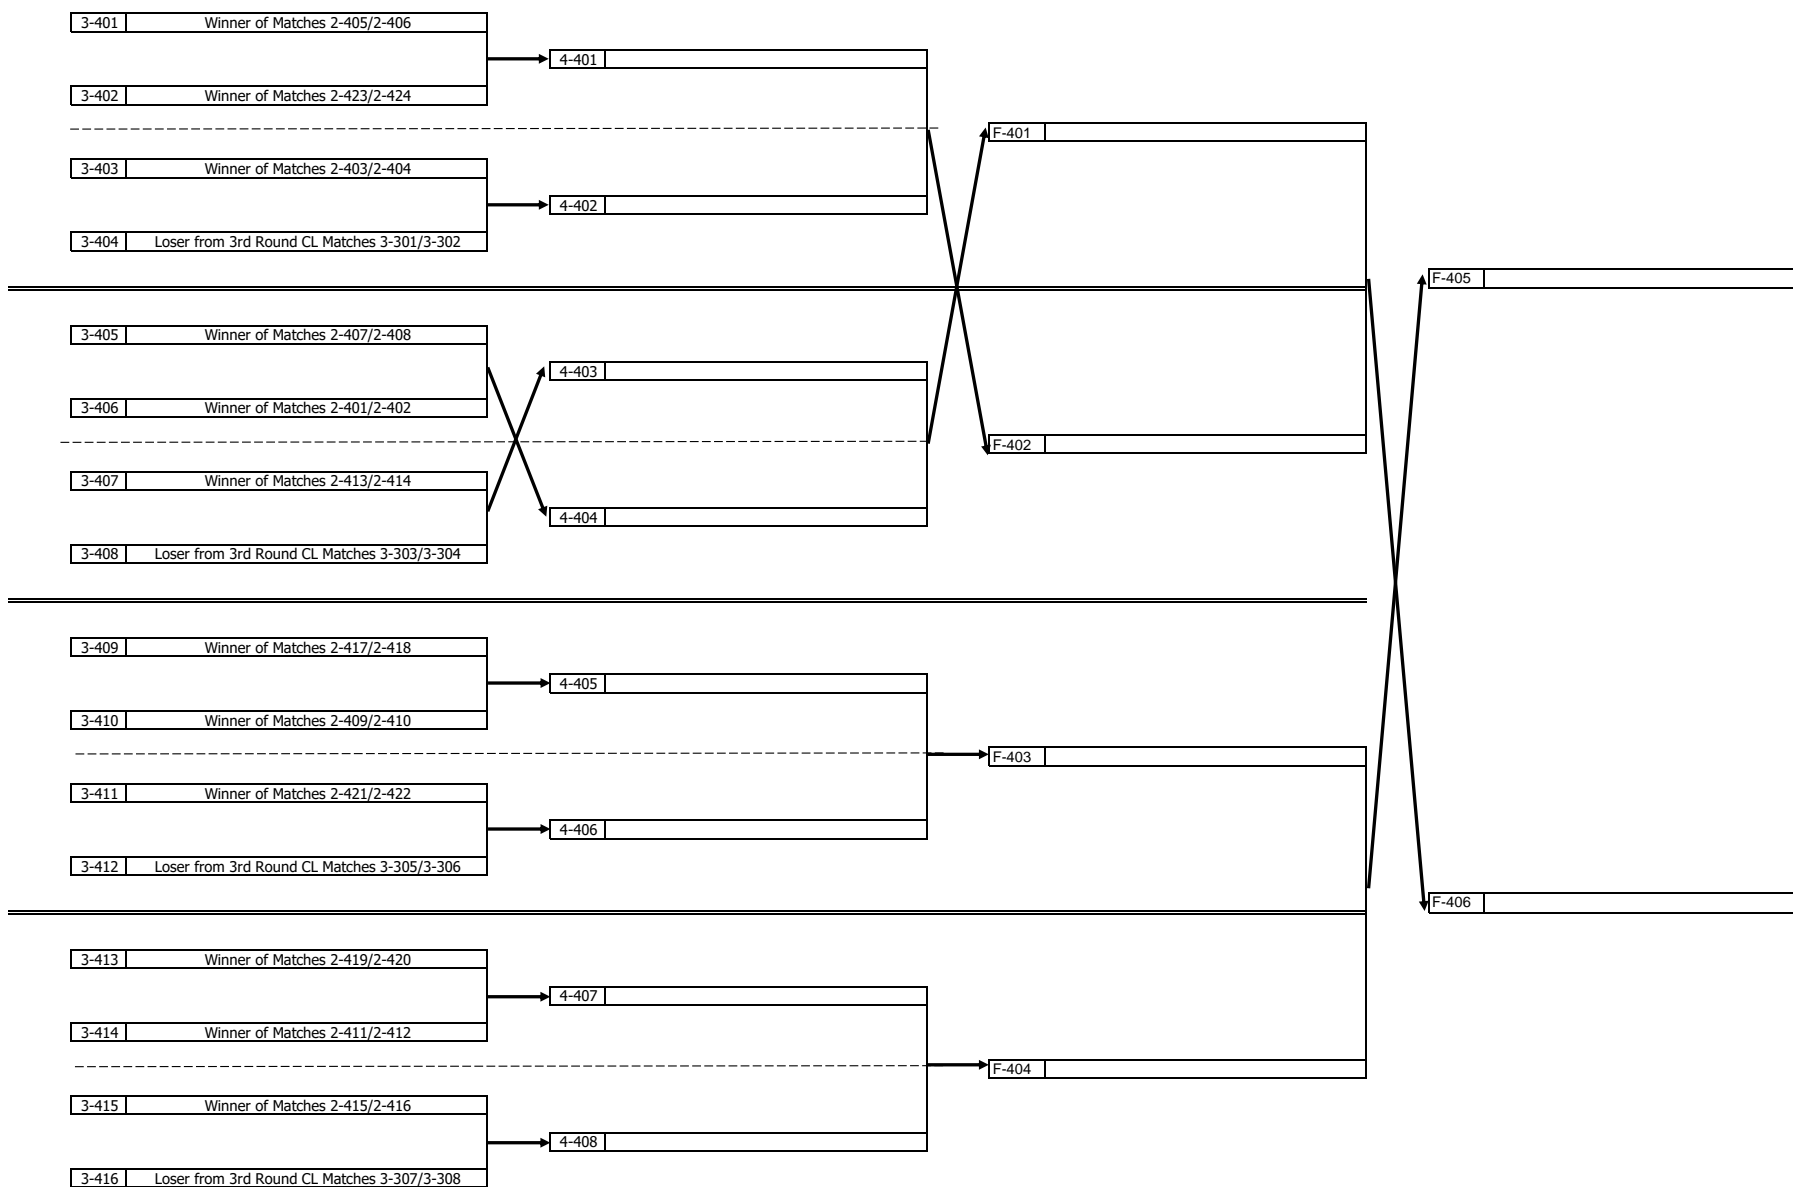 3-401 Winner of Matches 2-405/2-406
4-401
3-402 Winner of Matches 2-423/2-424
F-401
3-403 Winner of Matches 2-403/2-404
4-402
3-404 Loser from 3rd Round CL Matches 3-301/3-302
F-405
3-405 Winner of Matches 2-407/2-408
4-403
3-406 Winner of Matches 2-401/2-402
F-402
3-407 Winner of Matches 2-413/2-414
4-404
3-408 Loser from 3rd Round CL Matches 3-303/3-304
3-409 Winner of Matches 2-417/2-418
4-405
3-410 Winner of Matches 2-409/2-410
F-403
3-411 Winner of Matches 2-421/2-422
4-406
3-412 Loser from 3rd Round CL Matches 3-305/3-306
F-406
3-413 Winner of Matches 2-419/2-420
4-407
3-414 Winner of Matches 2-411/2-412
F-404
3-415 Winner of Matches 2-415/2-416
4-408
3-416 Loser from 3rd Round CL Matches 3-307/3-308